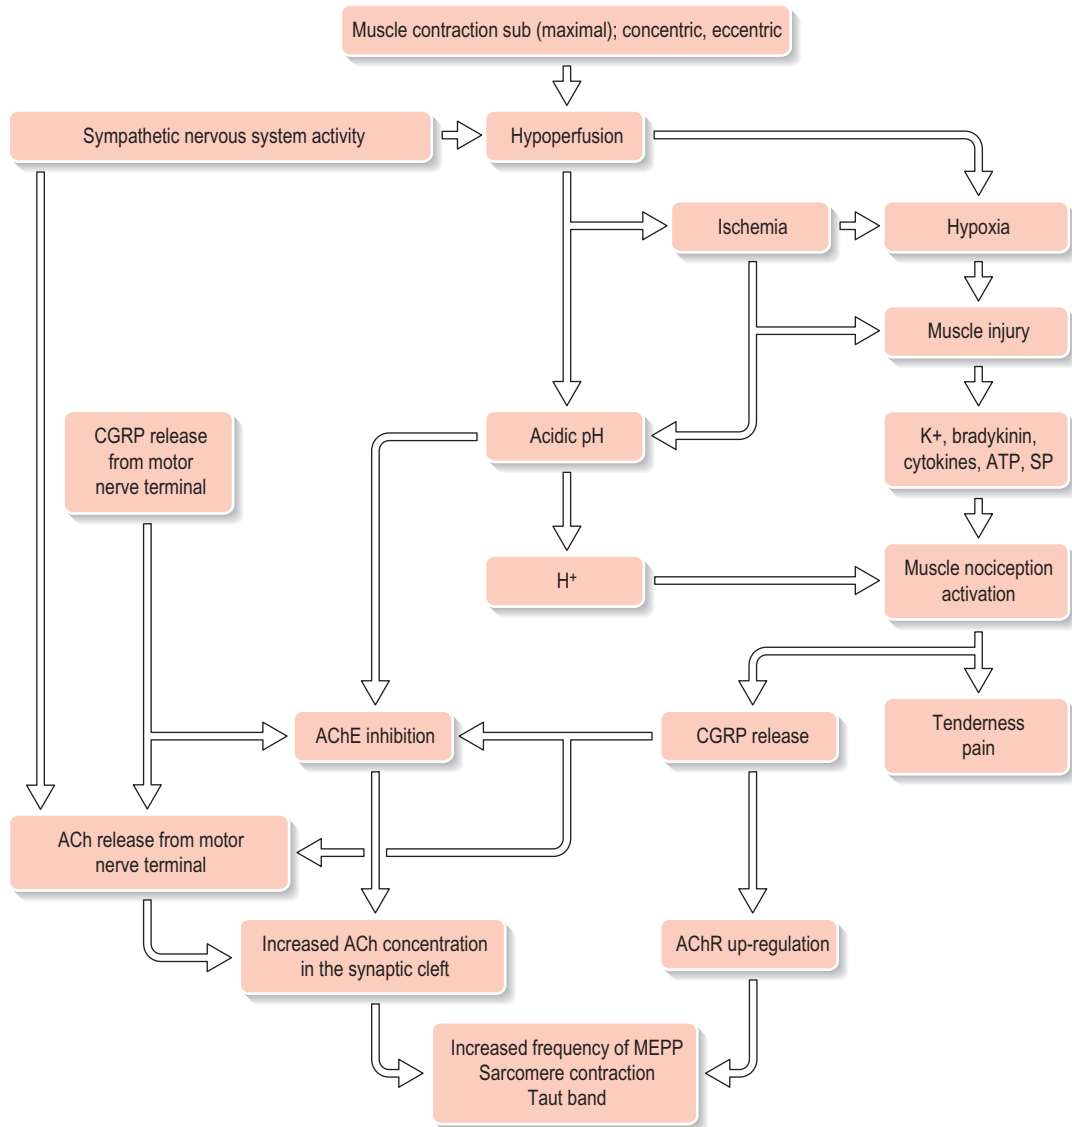 Muscle contraction sub (maximal); concentric, eccentric
Sympathetic nervous system activity
Hypoperfusion
Ischemia
Hypoxia
Muscle injury
CGRP release
from motor
nerve terminal
Acidic pH
K+, bradykinin,
cytokines, ATP, SP
H⁺
Muscle nociception
activation
AChE inhibition
CGRP release
Tenderness
pain
ACh release from motor
nerve terminal
Increased ACh concentration
in the synaptic cleft
AChR up-regulation
Increased frequency of MEPP
Sarcomere contraction
Taut band